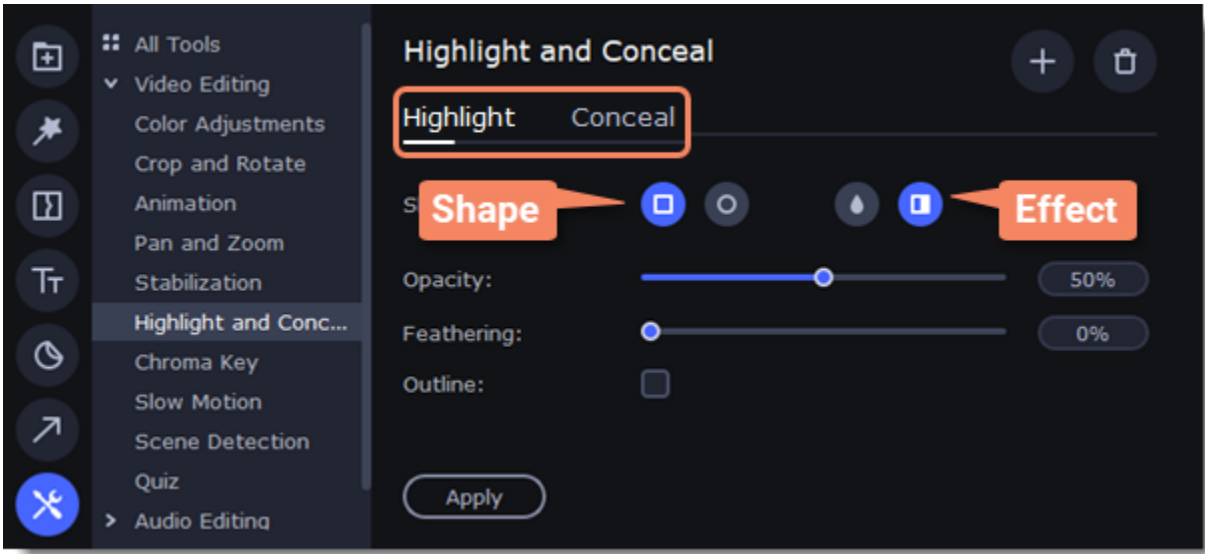 All Tools
Video Editing
Color Adjustments
Crop and Rotate
Animation
Pan and Zoom
Stabilization
Highlight and Conc...
Chroma Key
Slow Motion
Scene Detection
Quiz
Audio Editing
Highlight and Conceal
Highlight Conceal
Shape Effect
Opacity: 50%
Feathering: 0%
Outline:
Apply
Tт